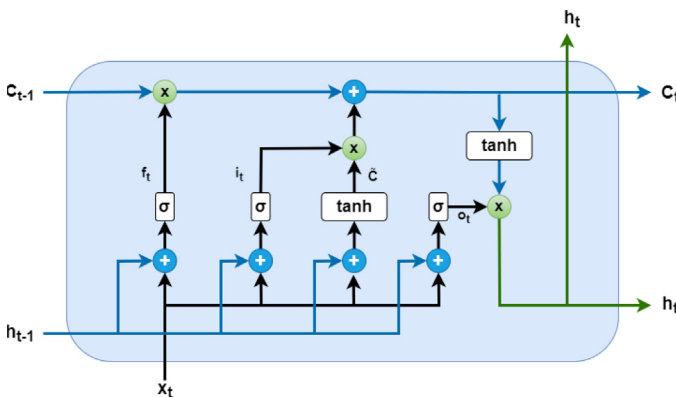 h_t
C_{t-1}
x
+
C_t
tanh
x
f_t
i_t
C̃
σ
σ
tanh
σ
o_t
x
+
+
+
+
h_t
h_{t-1}
x_t